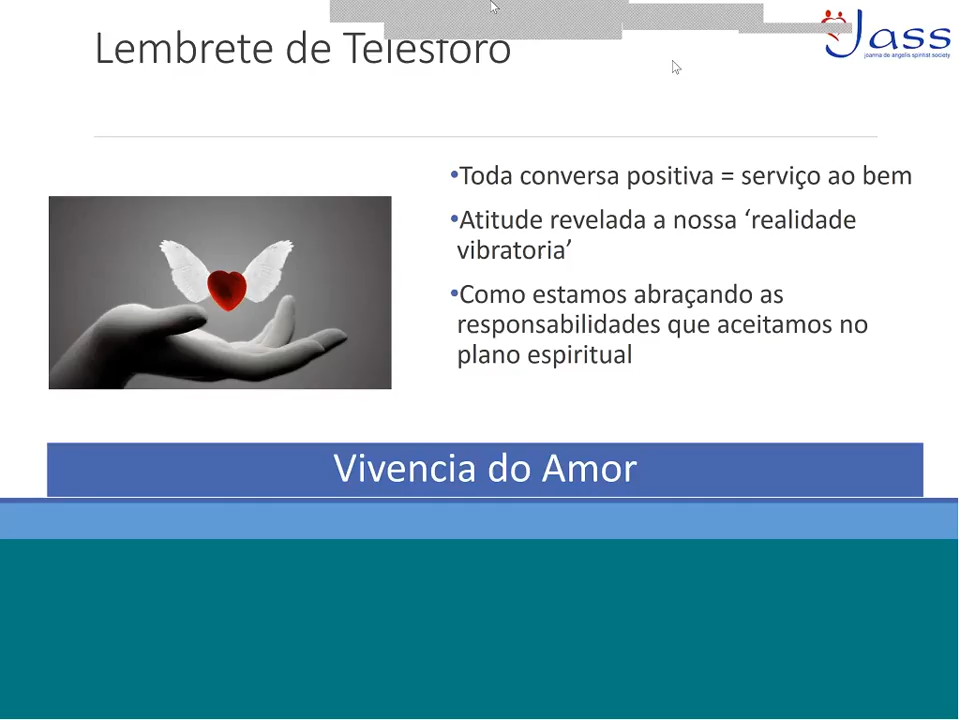 Lembrete de Telesforo
Jass
joanna de angelis spiritist society
•Toda conversa positiva = serviço ao bem
•Atitude revelada a nossa ‘realidade
vibratoria’
•Como estamos abraçando as
responsabilidades que aceitamos no
plano espiritual
Vivencia do Amor